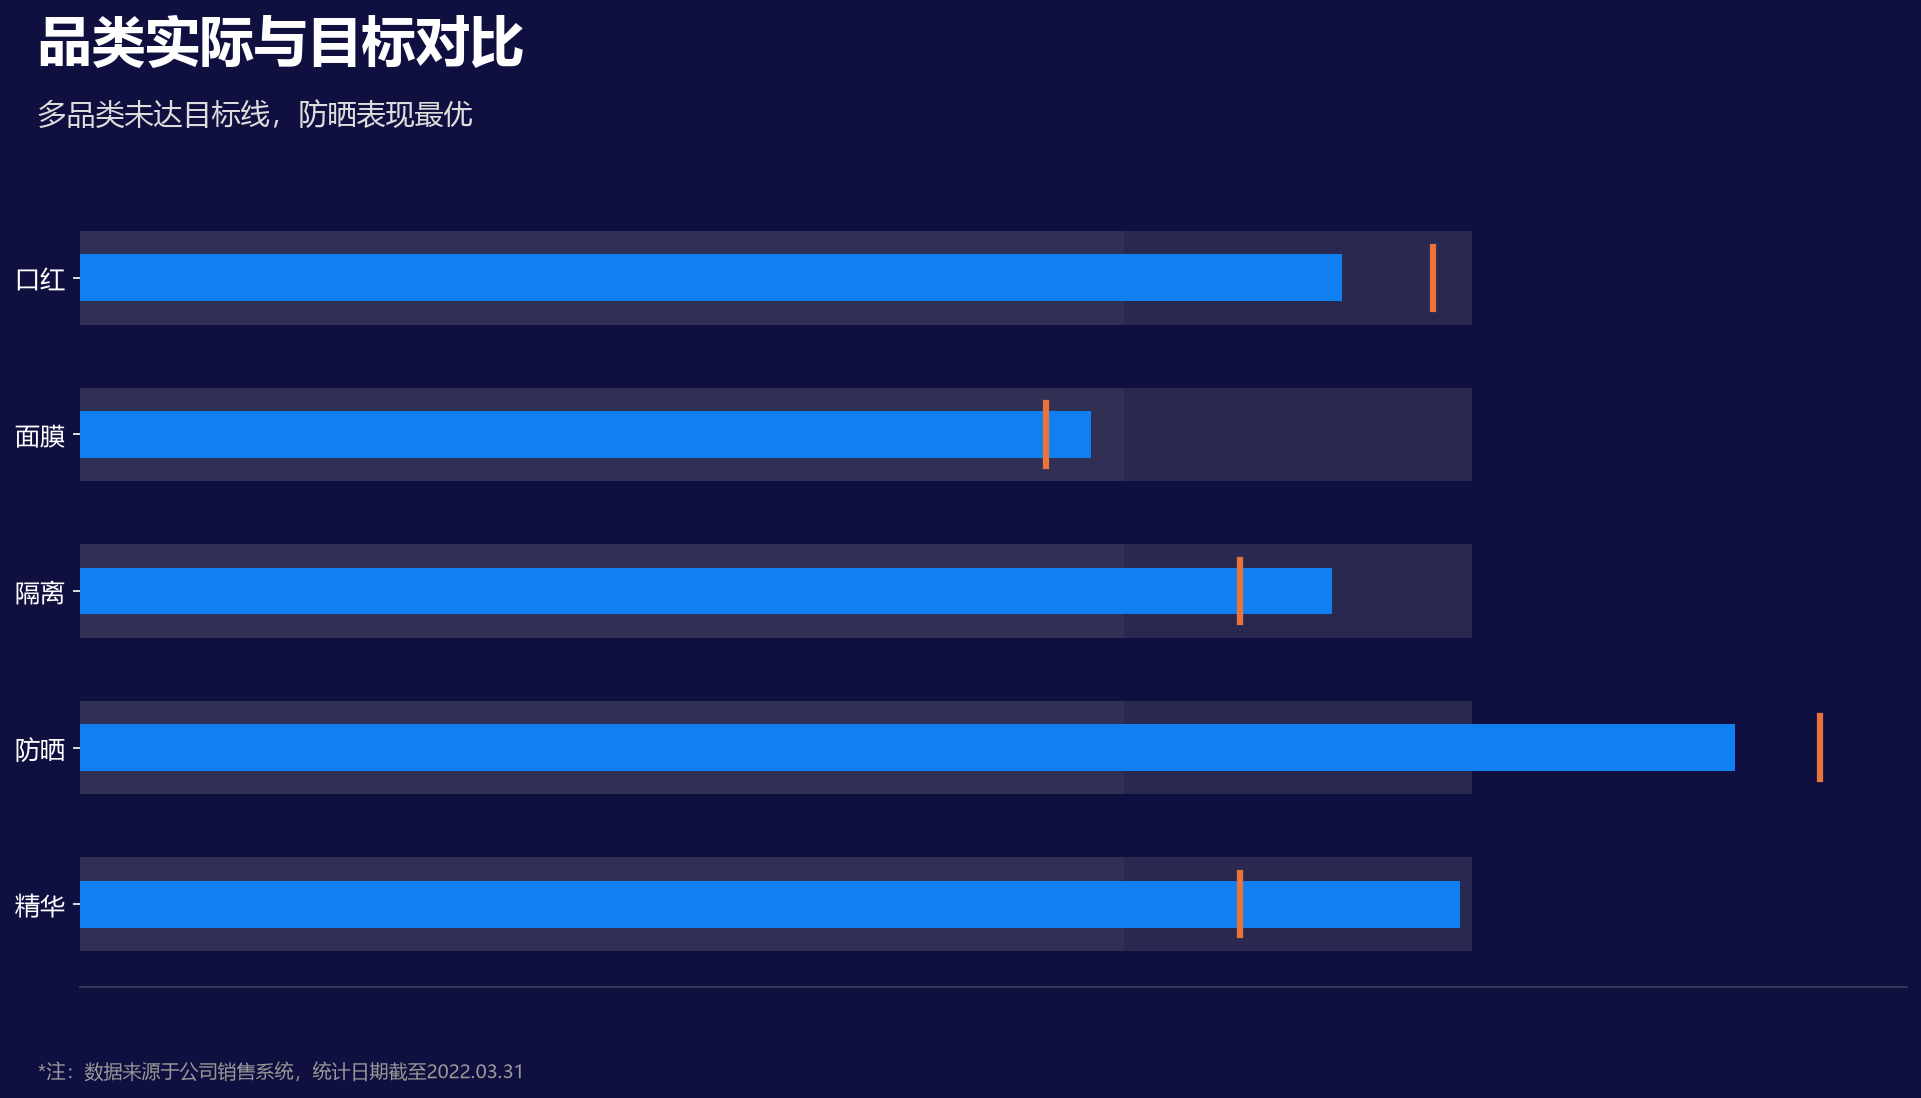 品类实际与目标对比
多品类未达目标线，防晒表现最优
口红
面膜
隔离
防晒
精华
*注：数据来源于公司销售系统，统计日期截至2022.03.31